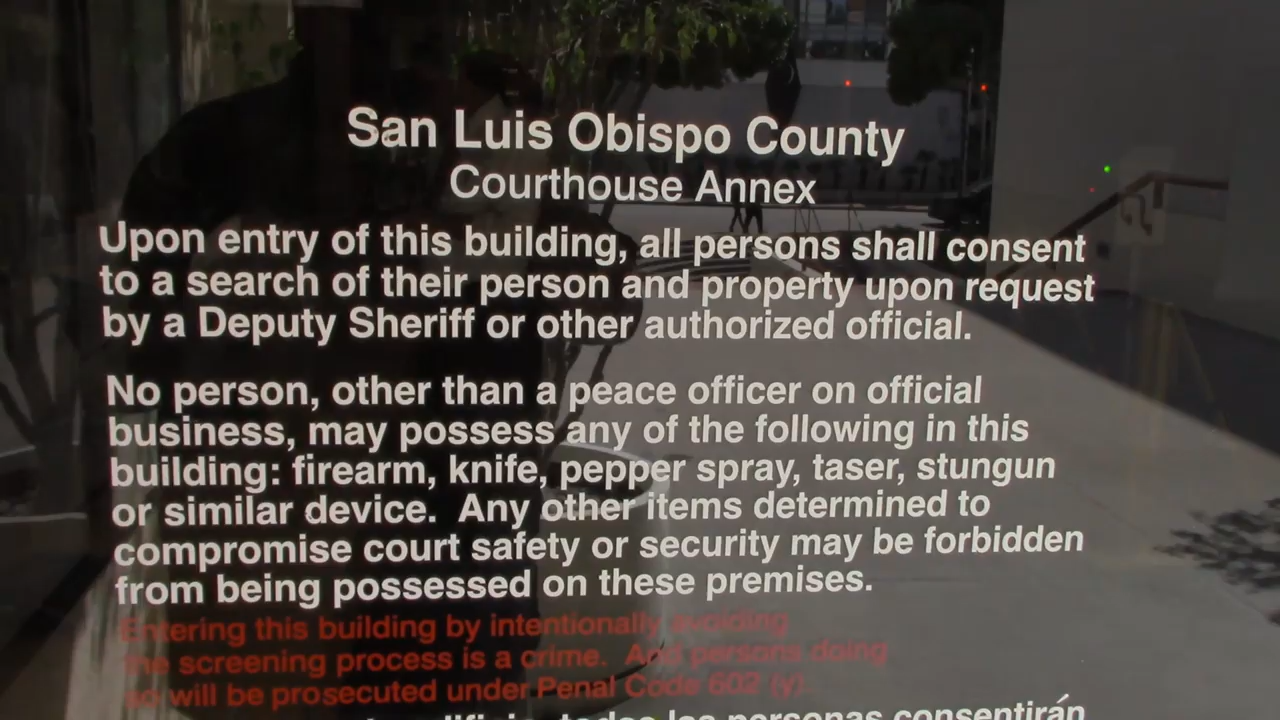 San Luis Obispo County
Courthouse Annex
Upon entry of this building, all persons shall consent
to a search of their person and property upon request
by a Deputy Sheriff or other authorized official.
No person, other than a peace officer on official
business, may possess any of the following in this
building: firearm, knife, pepper spray, taser, stungun
or similar device. Any other items determined to
compromise court safety or security may be forbidden
from being possessed on these premises.
Entering this building by intentionally avoiding
the screening process is a crime. And persons doing
so will be prosecuted under Penal Code 602 (y).
todas las personas consentirán